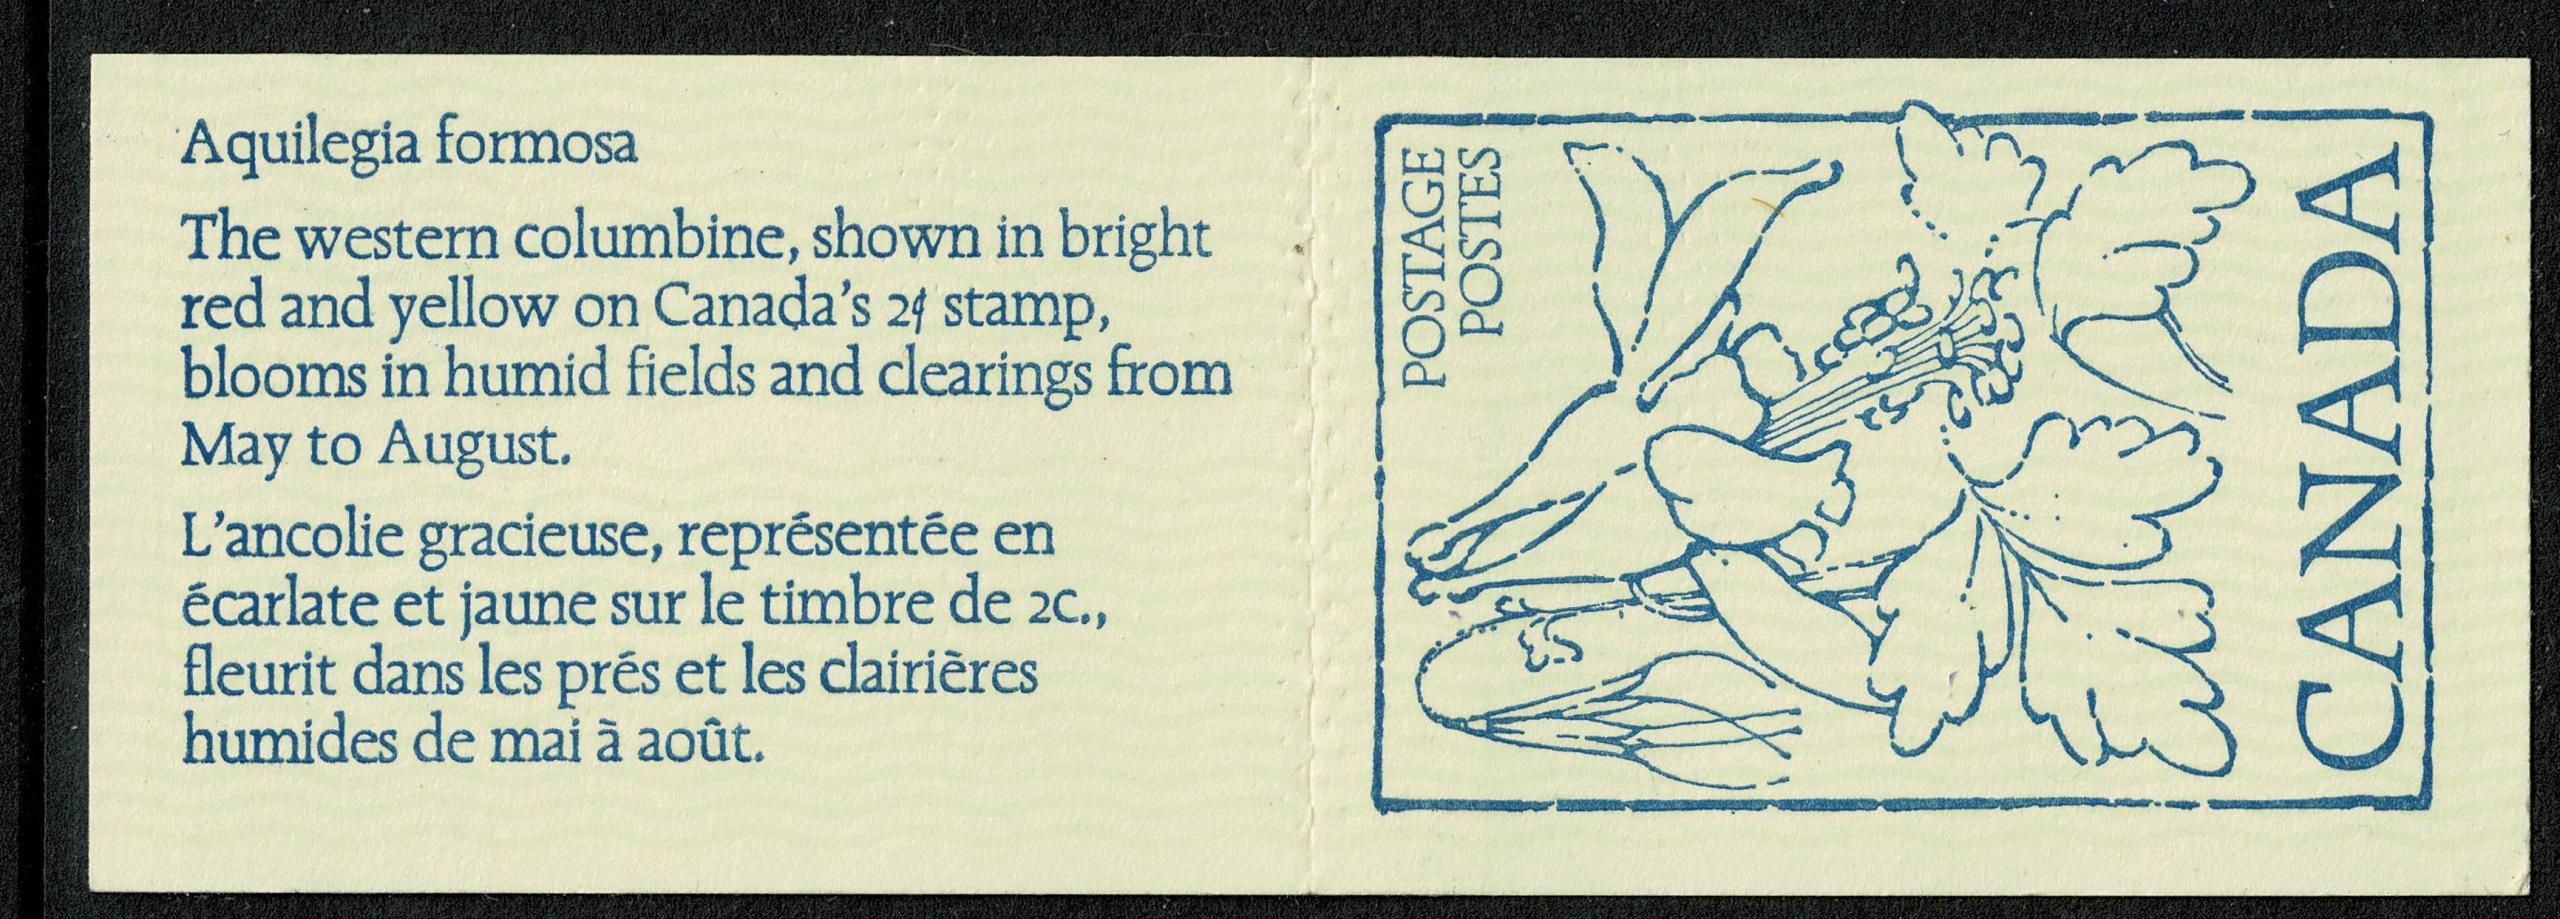 Aquilegia formosa
The western columbine, shown in bright
red and yellow on Canada's 2¢ stamp,
blooms in humid fields and clearings from
May to August.
L'ancolie gracieuse, représentée en
écarlate et jaune sur le timbre de 2c.,
fleurit dans les prés et les clairières
humides de mai à août.
POSTAGE
POSTES
CANADA